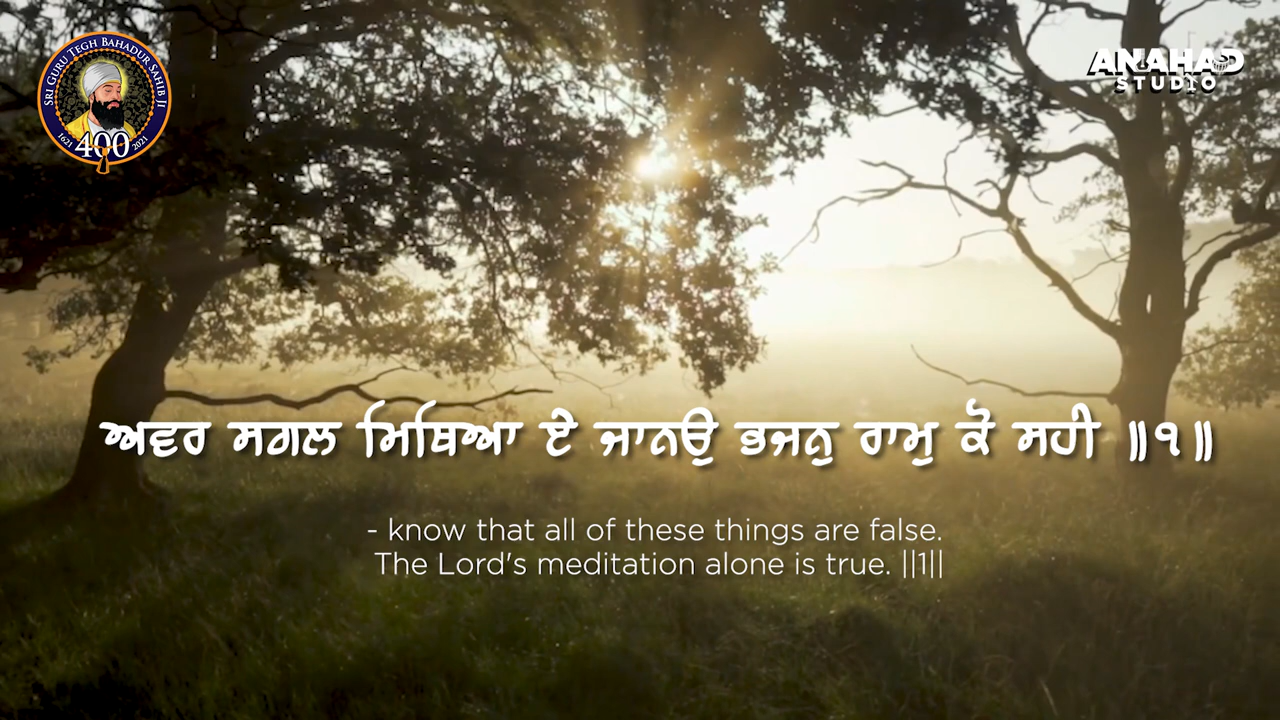 SRI GURU TEGH BAHADUR SAHIB JI
1621 400 2021
ANAHAD
STUDIO
ਅਵਰ ਸਗਲ ਮਿਥਿਆ ਏ ਜਾਨਉ ਭਜਨੁ ਰਾਮੁ ਕੋ ਸਹੀ ॥੧॥
- know that all of these things are false.
The Lord's meditation alone is true. ||1||